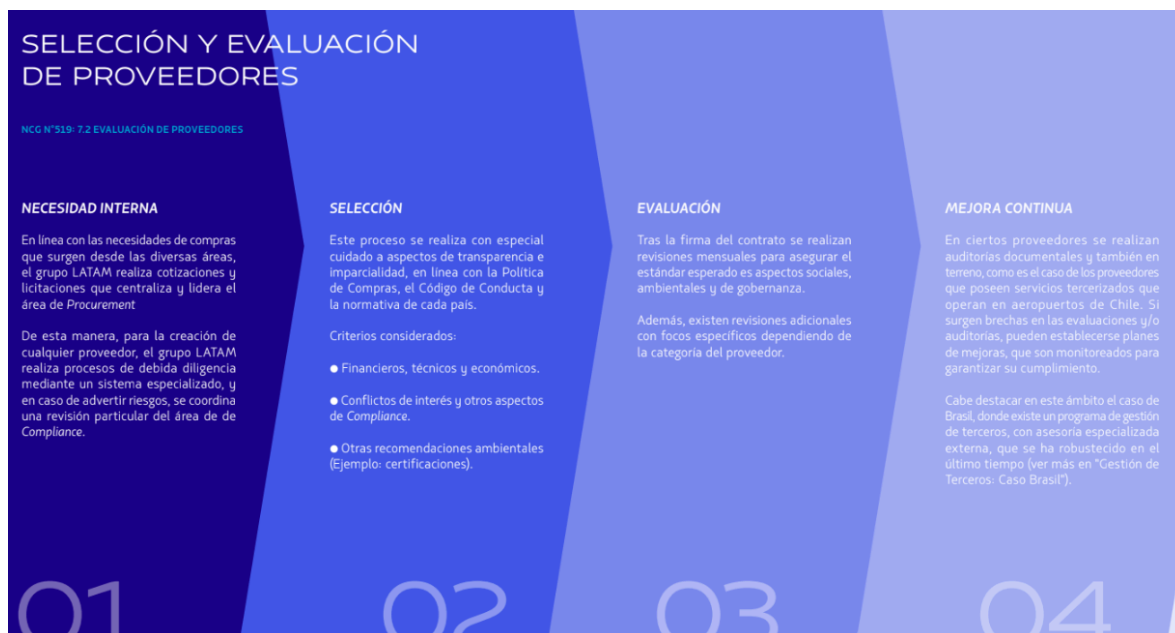 SELECCIÓN Y EVALUACIÓN
DE PROVEEDORES
NCG N°519: 7.2 EVALUACIÓN DE PROVEEDORES
NECESIDAD INTERNA
En línea con las necesidades de compras
que surgen desde las diversas áreas,
el grupo LATAM realiza cotizaciones y
licitaciones que centraliza y lidera el
área de Procurement
De esta manera, para la creación de
cualquier proveedor, el grupo LATAM
realiza procesos de debida diligencia
mediante un sistema especializado, y
en caso de advertir riesgos, se coordina
una revisión particular del área de de
Compliance.
01
SELECCIÓN
Este proceso se realiza con especial
cuidado a aspectos de transparencia e
imparcialidad, en línea con la Política
de Compras, el Código de Conducta y
la normativa de cada país.
Criterios considerados:
● Financieros, técnicos y económicos.
● Conflictos de interés y otros aspectos
de Compliance.
● Otras recomendaciones ambientales
(Ejemplo: certificaciones).
02
EVALUACIÓN
Tras la firma del contrato se realizan
revisiones mensuales para asegurar el
estándar esperado es aspectos sociales,
ambientales y de gobernanza.
Además, existen revisiones adicionales
con focos específicos dependiendo de
la categoría del proveedor.
03
MEJORA CONTINUA
En ciertos proveedores se realizan
auditorías documentales y también en
terreno, como es el caso de los proveedores
que poseen servicios tercerizados que
operan en aeropuertos de Chile. Si
surgen brechas en las evaluaciones y/o
auditorías, pueden establecerse planes
de mejoras, que son monitoreados para
garantizar su cumplimiento.
Cabe destacar en este ámbito el caso de
Brasil, donde existe un programa de gestión
de terceros, con asesoría especializada
externa, que se ha robustecido en el
último tiempo (ver más en "Gestión de
Terceros: Caso Brasil").
04